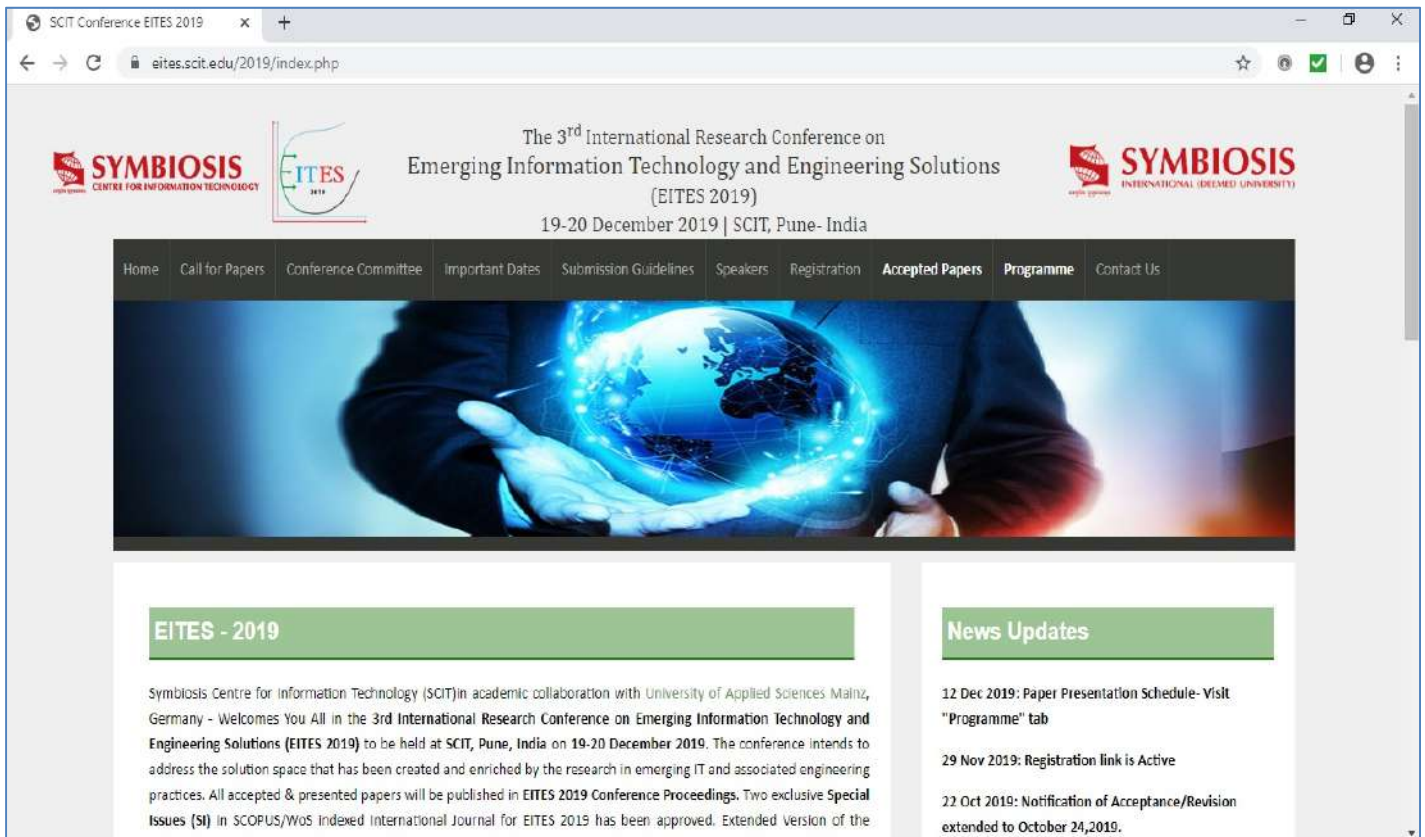 SCIT Conference EITES 2019
eites.scit.edu/2019/index.php
SYMBIOSIS
CENTRE FOR INFORMATION TECHNOLOGY
EITES
2019
The 3rd International Research Conference on
Emerging Information Technology and Engineering Solutions
(EITES 2019)
19-20 December 2019 | SCIT, Pune- India
SYMBIOSIS
INTERNATIONAL (DEEMED UNIVERSITY)
Home Call for Papers Conference Committee Important Dates Submission Guidelines Speakers Registration Accepted Papers Programme Contact Us
EITES - 2019
Symbiosis Centre for Information Technology (SCIT)in academic collaboration with University of Applied Sciences Mainz,
Germany - Welcomes You All in the 3rd International Research Conference on Emerging Information Technology and
Engineering Solutions (EITES 2019) to be held at SCIT, Pune, India on 19-20 December 2019. The conference intends to
address the solution space that has been created and enriched by the research in emerging IT and associated engineering
practices. All accepted & presented papers will be published in EITES 2019 Conference Proceedings. Two exclusive Special
Issues (SI) in SCOPUS/WoS indexed International Journal for EITES 2019 has been approved. Extended Version of the
News Updates
12 Dec 2019: Paper Presentation Schedule- Visit
"Programme" tab
29 Nov 2019: Registration link is Active
22 Oct 2019: Notification of Acceptance/Revision
extended to October 24,2019.